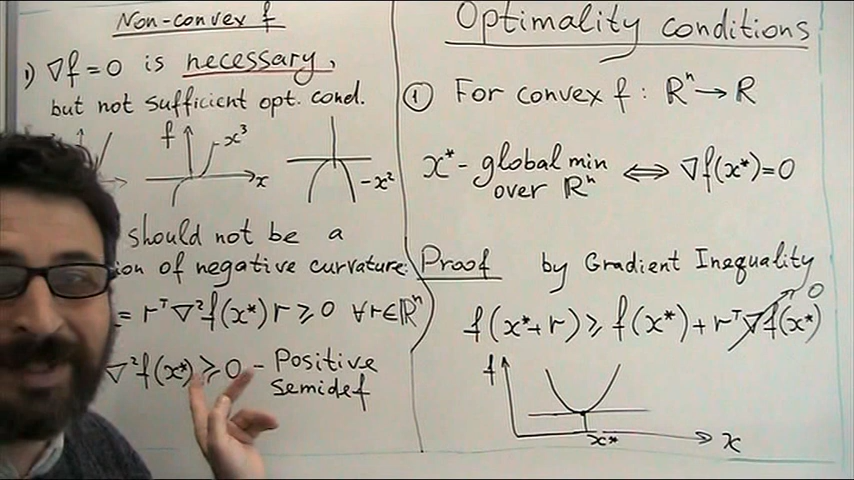 Non-convex f
1) ∇f = 0 is necessary,
but not sufficient opt. cond.
f x³
x
-x²
should not be a
of negative curvature:
= rᵀ∇²f(x*)r ⩾ 0 ∀r∈ℝⁿ
∇²f(x*) ⩾ 0 - Positive
semidef
Optimality conditions
① For convex f : ℝⁿ → ℝ
x* - global min
over ℝⁿ ⟺ ∇f(x*)=0
Proof by Gradient Inequality
0
f(x*+r) ⩾ f(x*) + rᵀ∇f(x*)
f
x* x